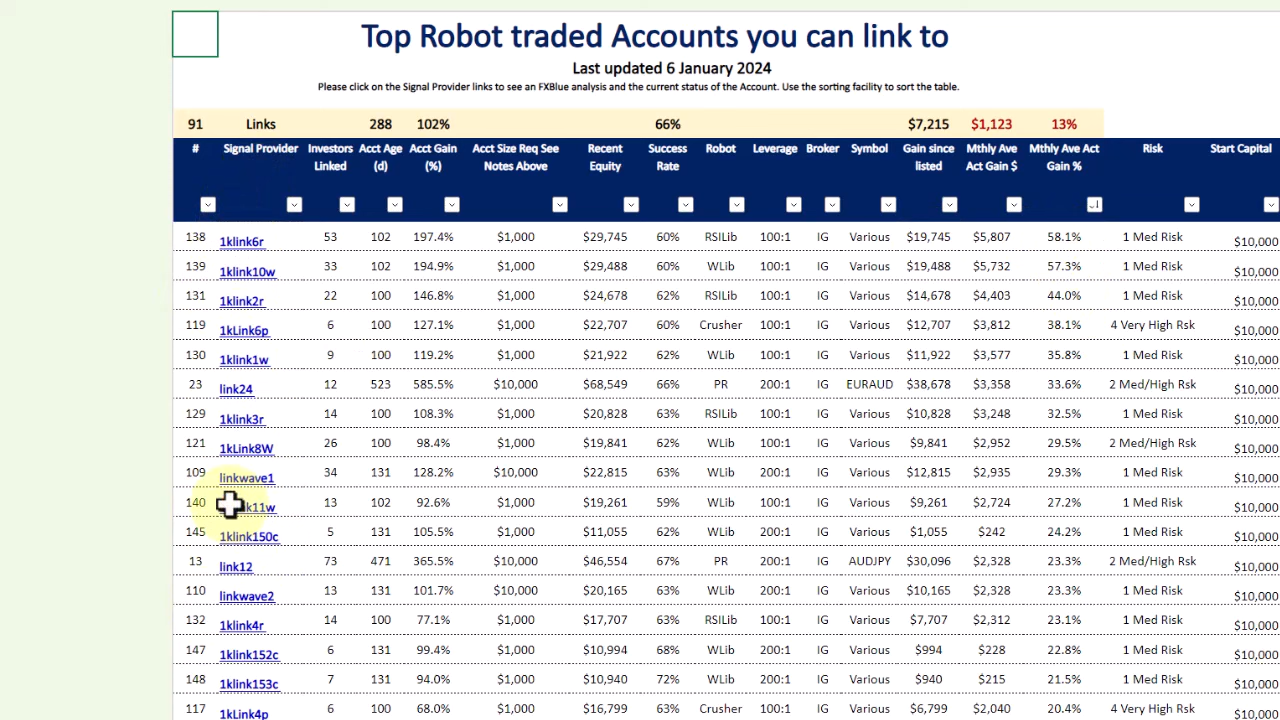 Top Robot traded Accounts you can link to
Last updated 6 January 2024
Please click on the Signal Provider links to see an FXBlue analysis and the current status of the Account. Use the sorting facility to sort the table.
91 Links 288 102% 66% $7,215 $1,123 13%
# Signal Provider Investors Linked Acct Age (d) Acct Gain (%) Acct Size Req See Notes Above Recent Equity Success Rate Robot Leverage Broker Symbol Gain since listed Mthly Ave Act Gain $ Mthly Ave Act Gain % Risk Start Capital
138 1klink6r 53 102 197.4% $1,000 $29,745 60% RSILib 100:1 IG Various $19,745 $5,807 58.1% 1 Med Risk $10,000
139 1klink10w 33 102 194.9% $1,000 $29,488 60% WLib 100:1 IG Various $19,488 $5,732 57.3% 1 Med Risk $10,000
131 1klink2r 22 100 146.8% $1,000 $24,678 62% RSILib 100:1 IG Various $14,678 $4,403 44.0% 1 Med Risk $10,000
119 1kLink6p 6 100 127.1% $1,000 $22,707 60% Crusher 100:1 IG Various $12,707 $3,812 38.1% 4 Very High Rsk $10,000
130 1klink1w 9 100 119.2% $1,000 $21,922 62% WLib 100:1 IG Various $11,922 $3,577 35.8% 1 Med Risk $10,000
23 link24 12 523 585.5% $10,000 $68,549 66% PR 200:1 IG EURAUD $58,678 $3,358 33.6% 2 Med/High Rsk $10,000
129 1klink3r 14 100 108.3% $1,000 $20,828 63% RSILib 100:1 IG Various $10,828 $3,248 32.5% 1 Med Risk $10,000
121 1kLink8W 26 100 98.4% $1,000 $19,841 62% WLib 100:1 IG Various $9,841 $2,952 29.5% 2 Med/High Rsk $10,000
109 linkwave1 34 131 128.2% $10,000 $22,815 63% WLib 200:1 IG Various $12,815 $2,935 29.3% 1 Med Risk $10,000
140 k11w 13 102 92.6% $1,000 $19,261 59% WLib 100:1 IG Various $9,261 $2,724 27.2% 1 Med Risk $10,000
145 1klink150c 5 131 105.5% $1,000 $11,055 62% WLib 200:1 IG Various $1,055 $242 24.2% 1 Med Risk $10,000
13 link12 73 471 365.5% $10,000 $46,554 67% PR 200:1 IG AUDJPY $30,096 $2,328 23.3% 2 Med/High Rsk $10,000
110 linkwave2 13 131 101.7% $10,000 $20,165 63% WLib 200:1 IG Various $10,165 $2,328 23.3% 1 Med Risk $10,000
132 1klink4r 14 100 77.1% $1,000 $17,707 63% RSILib 100:1 IG Various $7,707 $2,312 23.1% 1 Med Risk $10,000
147 1klink152c 6 131 99.4% $1,000 $10,994 68% WLib 200:1 IG Various $994 $228 22.8% 1 Med Risk $10,000
148 1klink153c 7 131 94.0% $1,000 $10,940 72% WLib 200:1 IG Various $940 $215 21.5% 1 Med Risk $10,000
117 1kLink4p 6 100 68.0% $1,000 $16,799 63% Crusher 100:1 IG Various $6,799 $2,040 20.4% 4 Very High Rsk $10,000